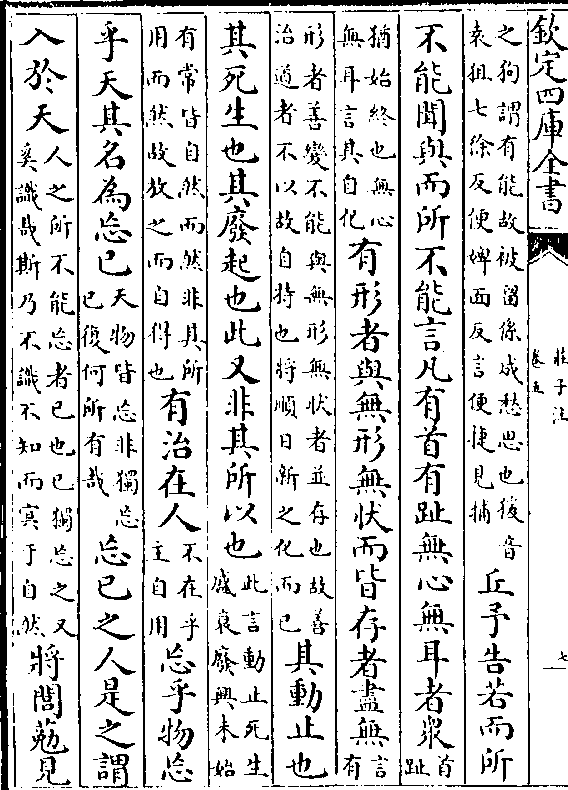 欽定四庫全書
莊子注
卷五
七
之狗謂有能故被留係成愁思也猨音
袁狙七徐反便婢面反言便捷見捕
丘予告若而所
不能聞與而所不能言凡有首有趾無心無耳者衆
首趾
猶始終也無心
無耳言其自化
有形者與無形無狀而皆存者盡無
言有
形者善變不能與無形無狀者並存也故善
治道者不以故自持也將順日新之化而已
其動止也
其死生也其廢起也此又非其所以也
此言動止死生
盛衰廢興未始
有常皆自然而然非其所
用而然故放之而自得也
有治在人
不在乎
主自用
忘乎物忘
乎天其名為忘已
天物皆忘非獨忘
已復何所有哉
忘已之人是之謂
入於天
人之所不能忘者已也已獨忘之又
奚識哉斯乃不識不知而冥于自然
將閭葂見